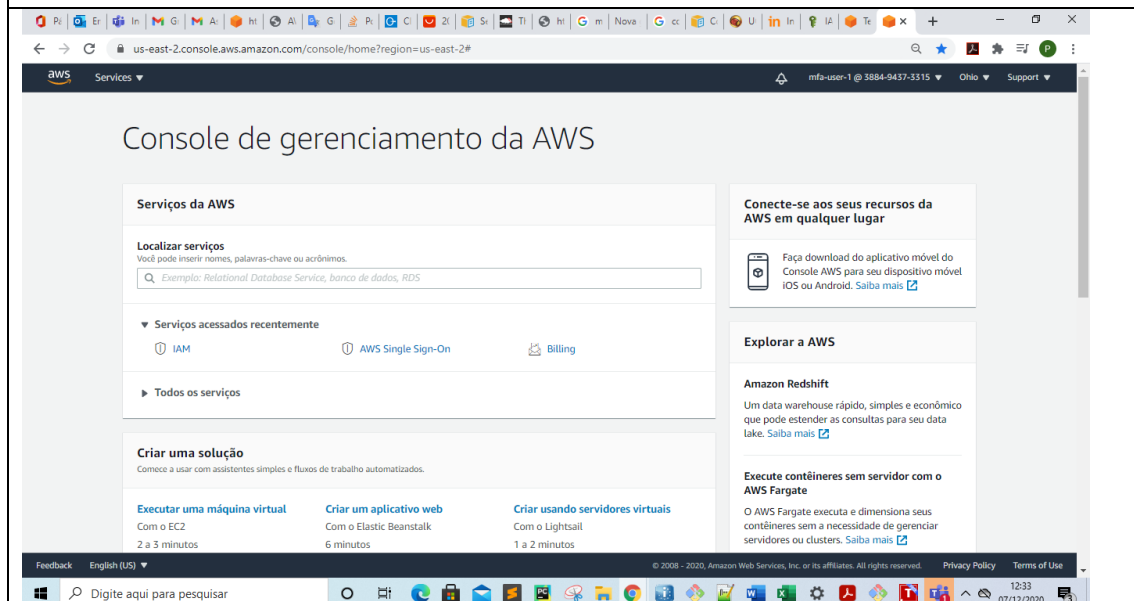 us-east-2.console.aws.amazon.com/console/home?region=us-east-2#
aws Services mfa-user-1 @ 3884-9437-3315 Ohio Support
Console de gerenciamento da AWS
Serviços da AWS
Localizar serviços
Você pode inserir nomes, palavras-chave ou acrônimos.
Exemplo: Relational Database Service, banco de dados, RDS
Serviços acessados recentemente
IAM AWS Single Sign-On Billing
Todos os serviços
Criar uma solução
Comece a usar com assistentes simples e fluxos de trabalho automatizados.
Executar uma máquina virtual
Com o EC2
2 a 3 minutos
Criar um aplicativo web
Com o Elastic Beanstalk
6 minutos
Criar usando servidores virtuais
Com o Lightsail
1 a 2 minutos
Conecte-se aos seus recursos da
AWS em qualquer lugar
Faça download do aplicativo móvel do
Console AWS para seu dispositivo móvel
iOS ou Android. Saiba mais
Explorar a AWS
Amazon Redshift
Um data warehouse rápido, simples e econômico
que pode estender as consultas para seu data
lake. Saiba mais
Execute contêineres sem servidor com o
AWS Fargate
O AWS Fargate executa e dimensiona seus
contêineres sem a necessidade de gerenciar
servidores ou clusters. Saiba mais
Feedback English (US) © 2008 - 2020, Amazon Web Services, Inc. or its affiliates. All rights reserved. Privacy Policy Terms of Use
Digite aqui para pesquisar
12:33
07/12/2020